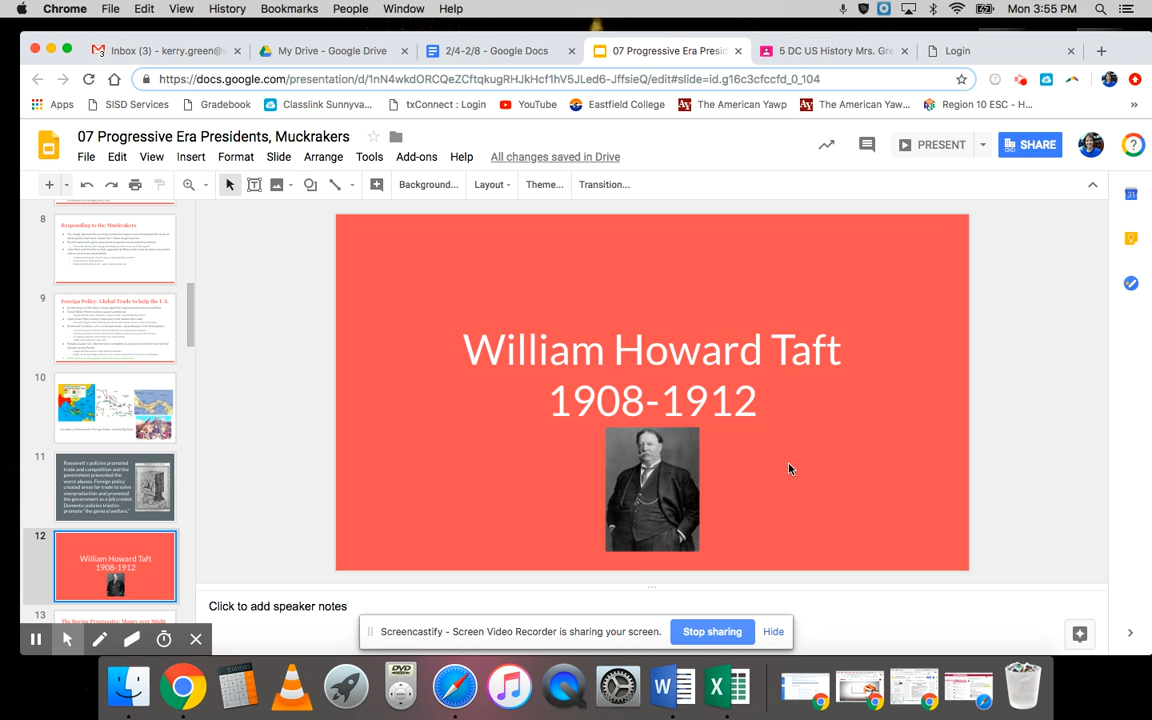 Chrome File Edit View History Bookmarks People Window Help Mon 3:55 PM
Inbox (3) - kerry.green@s
My Drive - Google Drive
2/4-2/8 - Google Docs
07 Progressive Era Presid
5 DC US History Mrs. Gre
Login
https://docs.google.com/presentation/d/1nN4wkdORCQeZCftqkugRHJkHcf1hV5JLed6-JffsieQ/edit#slide=id.g16c3cfccfd_0_104
Apps SISD Services Gradebook Classlink Sunnyva... txConnect : Login YouTube Eastfield College The American Yawp The American Yaw... Region 10 ESC - H... »
07 Progressive Era Presidents, Muckrakers
File Edit View Insert Format Slide Arrange Tools Add-ons Help All changes saved in Drive
PRESENT
SHARE
Background... Layout Theme... Transition...
8
Responding to the Muckrakers
9
Foreign Policy: Global Trade to help the U.S.
10
11
Roosevelt's policies promoted
trade and competition and the
government prevented the
worst abuses. Foreign policy
created areas for trade to solve
overproduction and promoted
the government as a job creator.
Domestic policies tried to
promote "the general welfare."
12
William Howard Taft
1908-1912
13
The Boring Progressive: Money over Might
William Howard Taft
1908-1912
Click to add speaker notes
Screencastify - Screen Video Recorder is sharing your screen. Stop sharing Hide